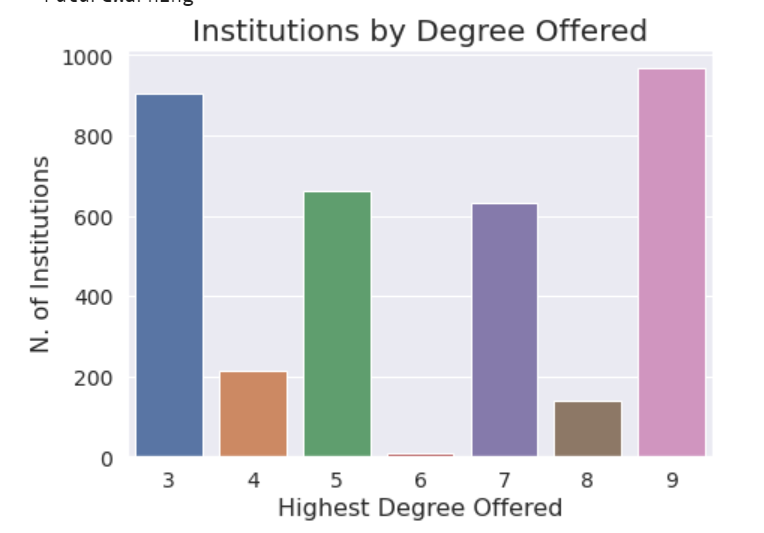 Institutions by Degree Offered
1000
800
600
400
200
0
N. of Institutions
3 4 5 6 7 8 9
Highest Degree Offered